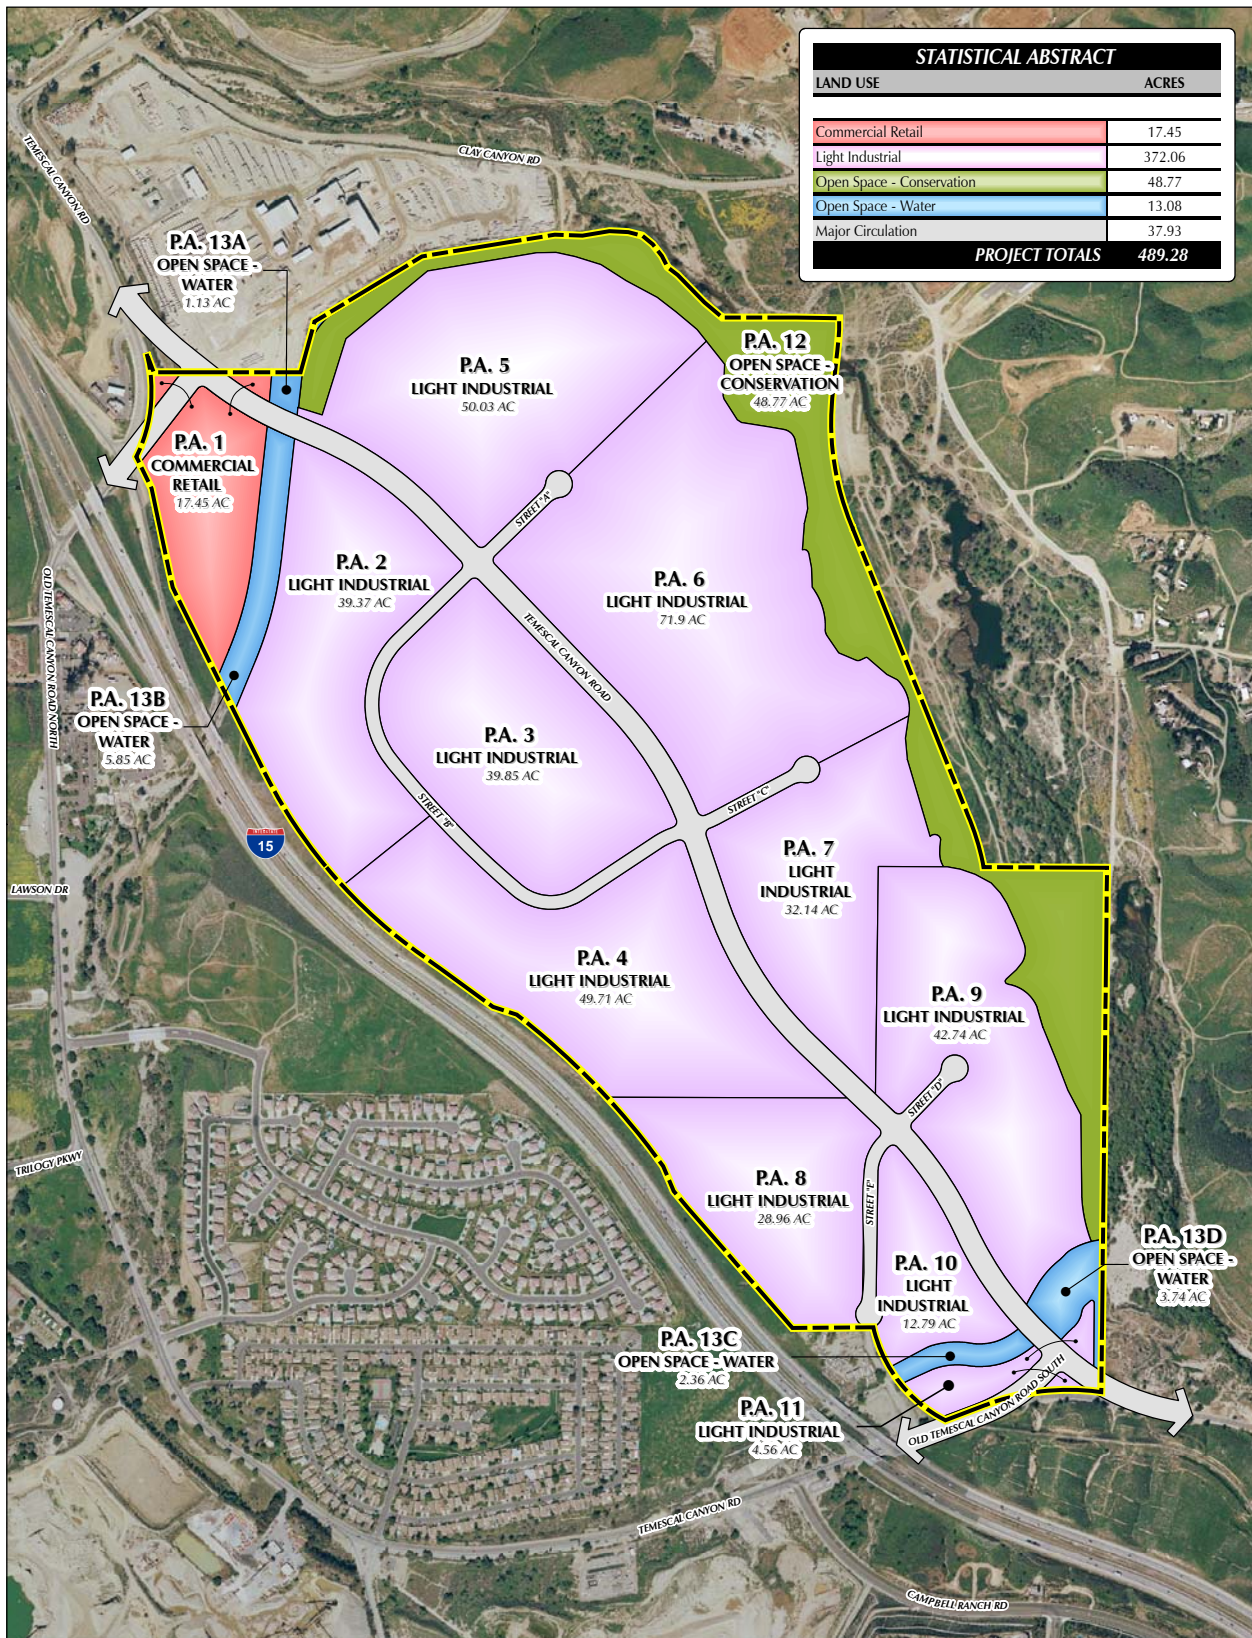 STATISTICAL ABSTRACT
LAND USE ACRES
Commercial Retail 17.45
Light Industrial 372.06
Open Space - Conservation 48.77
Open Space - Water 13.08
Major Circulation 37.93
PROJECT TOTALS 489.28
TEMESCAL CANYON RD
CLAY CANYON RD
P.A. 13A
OPEN SPACE -
WATER
1.13 AC
P.A. 5
LIGHT INDUSTRIAL
50.03 AC
P.A. 12
OPEN SPACE -
CONSERVATION
48.77 AC
P.A. 1
COMMERCIAL
RETAIL
17.45 AC
STREET "A"
P.A. 2
LIGHT INDUSTRIAL
39.37 AC
P.A. 6
LIGHT INDUSTRIAL
71.9 AC
TEMESCAL CANYON ROAD
OLD TEMESCAL CANYON ROAD NORTH
P.A. 13B
OPEN SPACE -
WATER
5.85 AC
P.A. 3
LIGHT INDUSTRIAL
39.85 AC
STREET "B"
STREET "C"
INTERSTATE
15
P.A. 7
LIGHT
INDUSTRIAL
32.14 AC
LAWSON DR
P.A. 4
LIGHT INDUSTRIAL
49.71 AC
P.A. 9
LIGHT INDUSTRIAL
42.74 AC
STREET "D"
TRILOGY PKWY
P.A. 8
LIGHT INDUSTRIAL
28.96 AC
STREET "E"
P.A. 10
LIGHT
INDUSTRIAL
12.79 AC
P.A. 13D
OPEN SPACE -
WATER
3.74 AC
P.A. 13C
OPEN SPACE - WATER
2.36 AC
P.A. 11
LIGHT INDUSTRIAL
4.56 AC
OLD TEMESCAL CANYON ROAD SOUTH
TEMESCAL CANYON RD
CAMPBELL RANCH RD